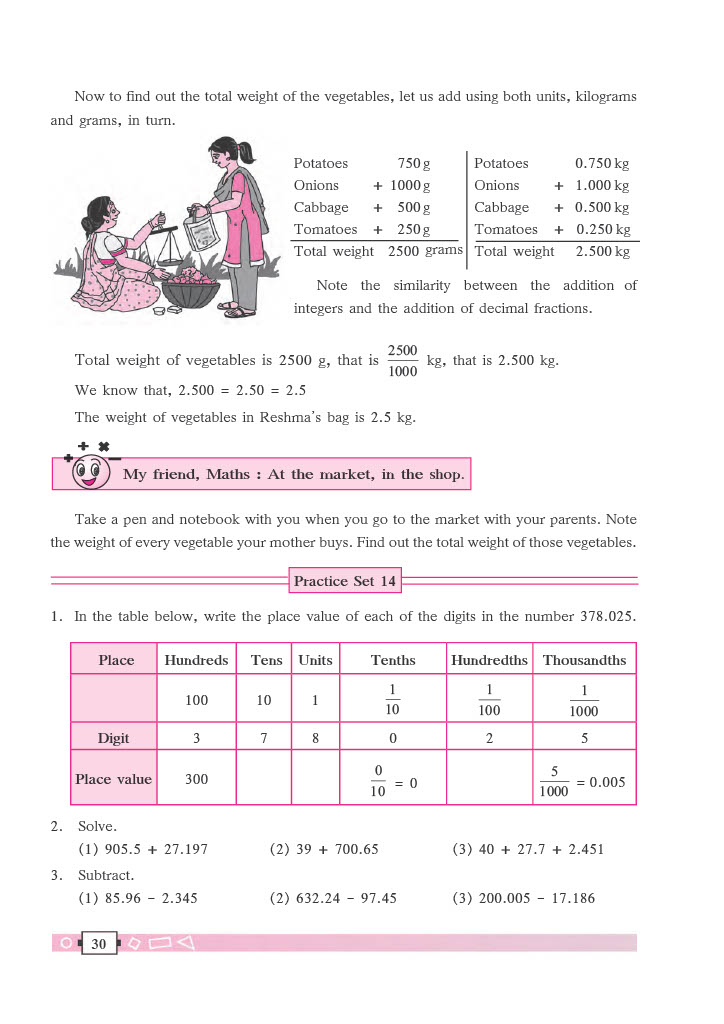 Now to find out the total weight of the vegetables, let us add using both units, kilograms
and grams, in turn.
Potatoes 750 g
Onions + 1000 g
Cabbage + 500 g
Tomatoes + 250 g
Total weight 2500 grams
Potatoes 0.750 kg
Onions + 1.000 kg
Cabbage + 0.500 kg
Tomatoes + 0.250 kg
Total weight 2.500 kg
Note the similarity between the addition of
integers and the addition of decimal fractions.
Total weight of vegetables is 2500 g, that is 2500/1000 kg, that is 2.500 kg.
We know that, 2.500 = 2.50 = 2.5
The weight of vegetables in Reshma's bag is 2.5 kg.
My friend, Maths : At the market, in the shop.
Take a pen and notebook with you when you go to the market with your parents. Note
the weight of every vegetable your mother buys. Find out the total weight of those vegetables.
Practice Set 14
1. In the table below, write the place value of each of the digits in the number 378.025.
Place Hundreds Tens Units Tenths Hundredths Thousandths
100 10 1 1/10 1/100 1/1000
Digit 3 7 8 0 2 5
Place value 300 0/10 = 0 5/1000 = 0.005
2. Solve.
(1) 905.5 + 27.197 (2) 39 + 700.65 (3) 40 + 27.7 + 2.451
3. Subtract.
(1) 85.96 - 2.345 (2) 632.24 - 97.45 (3) 200.005 - 17.186
30